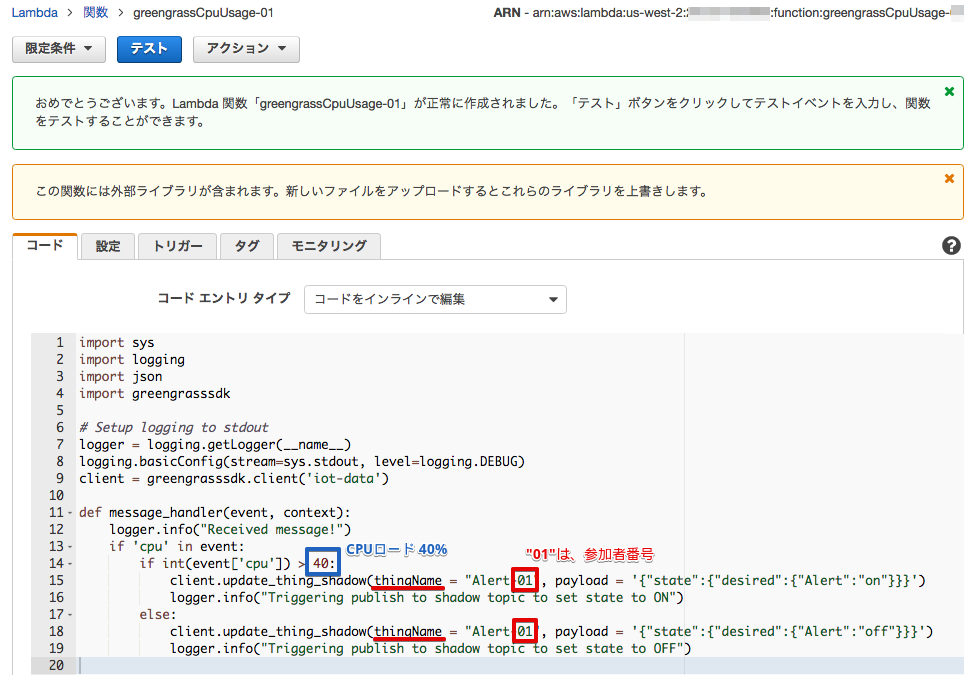 Lambda > 関数 > greengrassCpuUsage-01
ARN - arn:aws:lambda:us-west-2: :function:greengrassCpuUsage-
限定条件 テスト アクション
おめでとうございます。Lambda 関数「greengrassCpuUsage-01」が正常に作成されました。「テスト」ボタンをクリックしてテストイベントを入力し、関数
をテストすることができます。
この関数には外部ライブラリが含まれます。新しいファイルをアップロードするとこれらのライブラリを上書きします。
コード 設定 トリガー タグ モニタリング
コード エントリ タイプ コードをインラインで編集
1 import sys
2 import logging
3 import json
4 import greengrasssdk
5
6 # Setup logging to stdout
7 logger = logging.getLogger(__name__)
8 logging.basicConfig(stream=sys.stdout, level=logging.DEBUG)
9 client = greengrasssdk.client('iot-data')
10
11 def message_handler(event, context):
12 logger.info("Received message!")
13 if 'cpu' in event:
CPUロード 40%
"01"は、参加者番号
14 if int(event['cpu']) > 40:
15 client.update_thing_shadow(thingName = "Alert-01", payload = '{"state":{"desired":{"Alert":"on"}}}')
16 logger.info("Triggering publish to shadow topic to set state to ON")
17 else:
18 client.update_thing_shadow(thingName = "Alert-01", payload = '{"state":{"desired":{"Alert":"off"}}}')
19 logger.info("Triggering publish to shadow topic to set state to OFF")
20